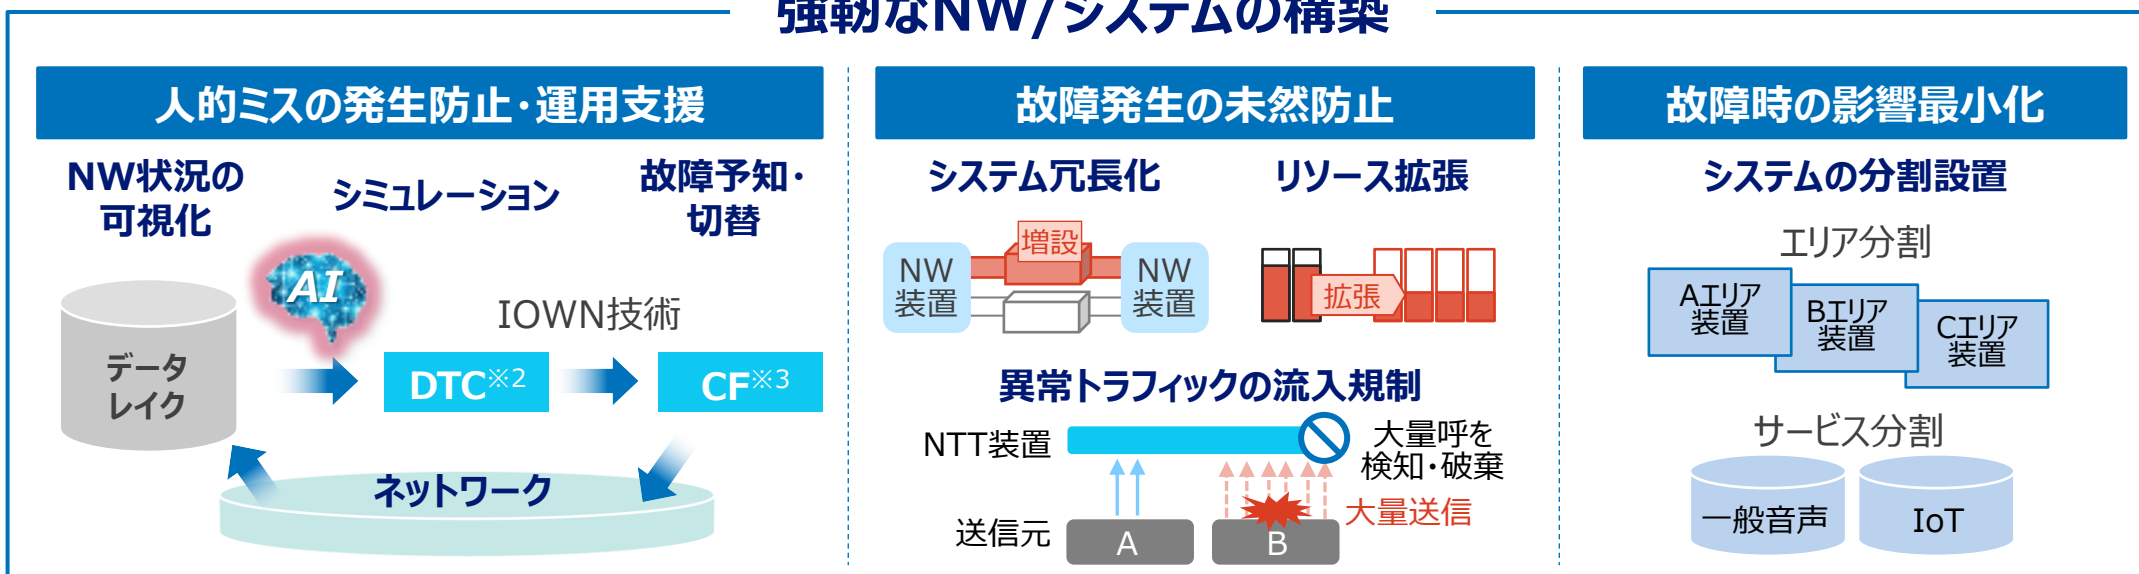 強靭なNW/システムの構築
人的ミスの発生防止・運用支援
NW状況の
可視化
シミュレーション
故障予知・
切替
AI
IOWN技術
データ
レイク
DTC※2
CF※3
ネットワーク
故障発生の未然防止
システム冗長化
リソース拡張
NW
装置
増設
NW
装置
拡張
異常トラフィックの流入規制
NTT装置
大量呼を
検知・破棄
大量送信
送信元
A
B
故障時の影響最小化
システムの分割設置
エリア分割
Aエリア
装置
Bエリア
装置
Cエリア
装置
サービス分割
一般音声
IoT